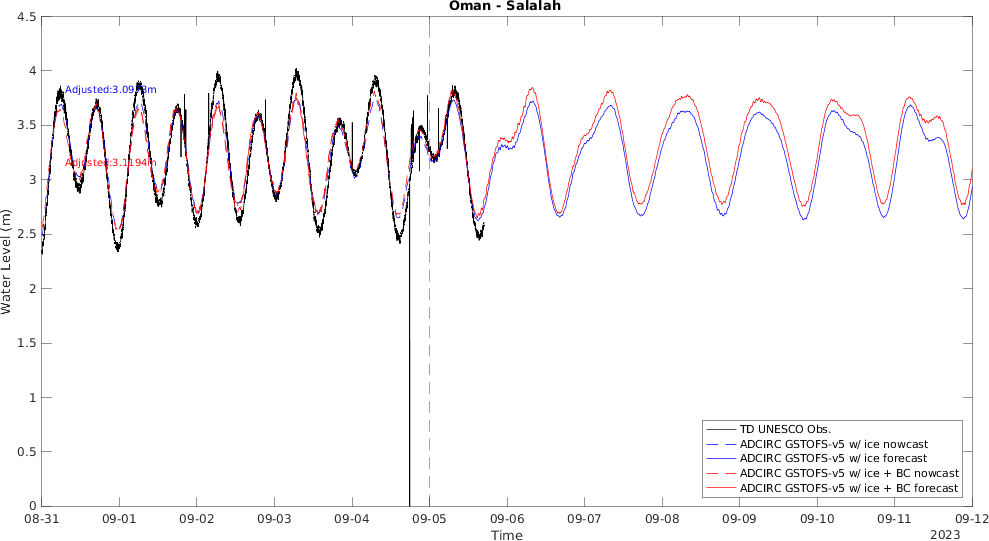 Oman - Salalah
4.5
4
3.5
3
2.5
2
1.5
1
0.5
0
Water Level (m)
Adjusted:3.1194m
TD UNESCO Obs.
ADCIRC GSTOFS-v5 w/ ice nowcast
ADCIRC GSTOFS-v5 w/ ice forecast
ADCIRC GSTOFS-v5 w/ ice + BC nowcast
ADCIRC GSTOFS-v5 w/ ice + BC forecast
08-31 09-01 09-02 09-03 09-04 09-05 09-06 09-07 09-08 09-09 09-10 09-11 09-12
Time
2023